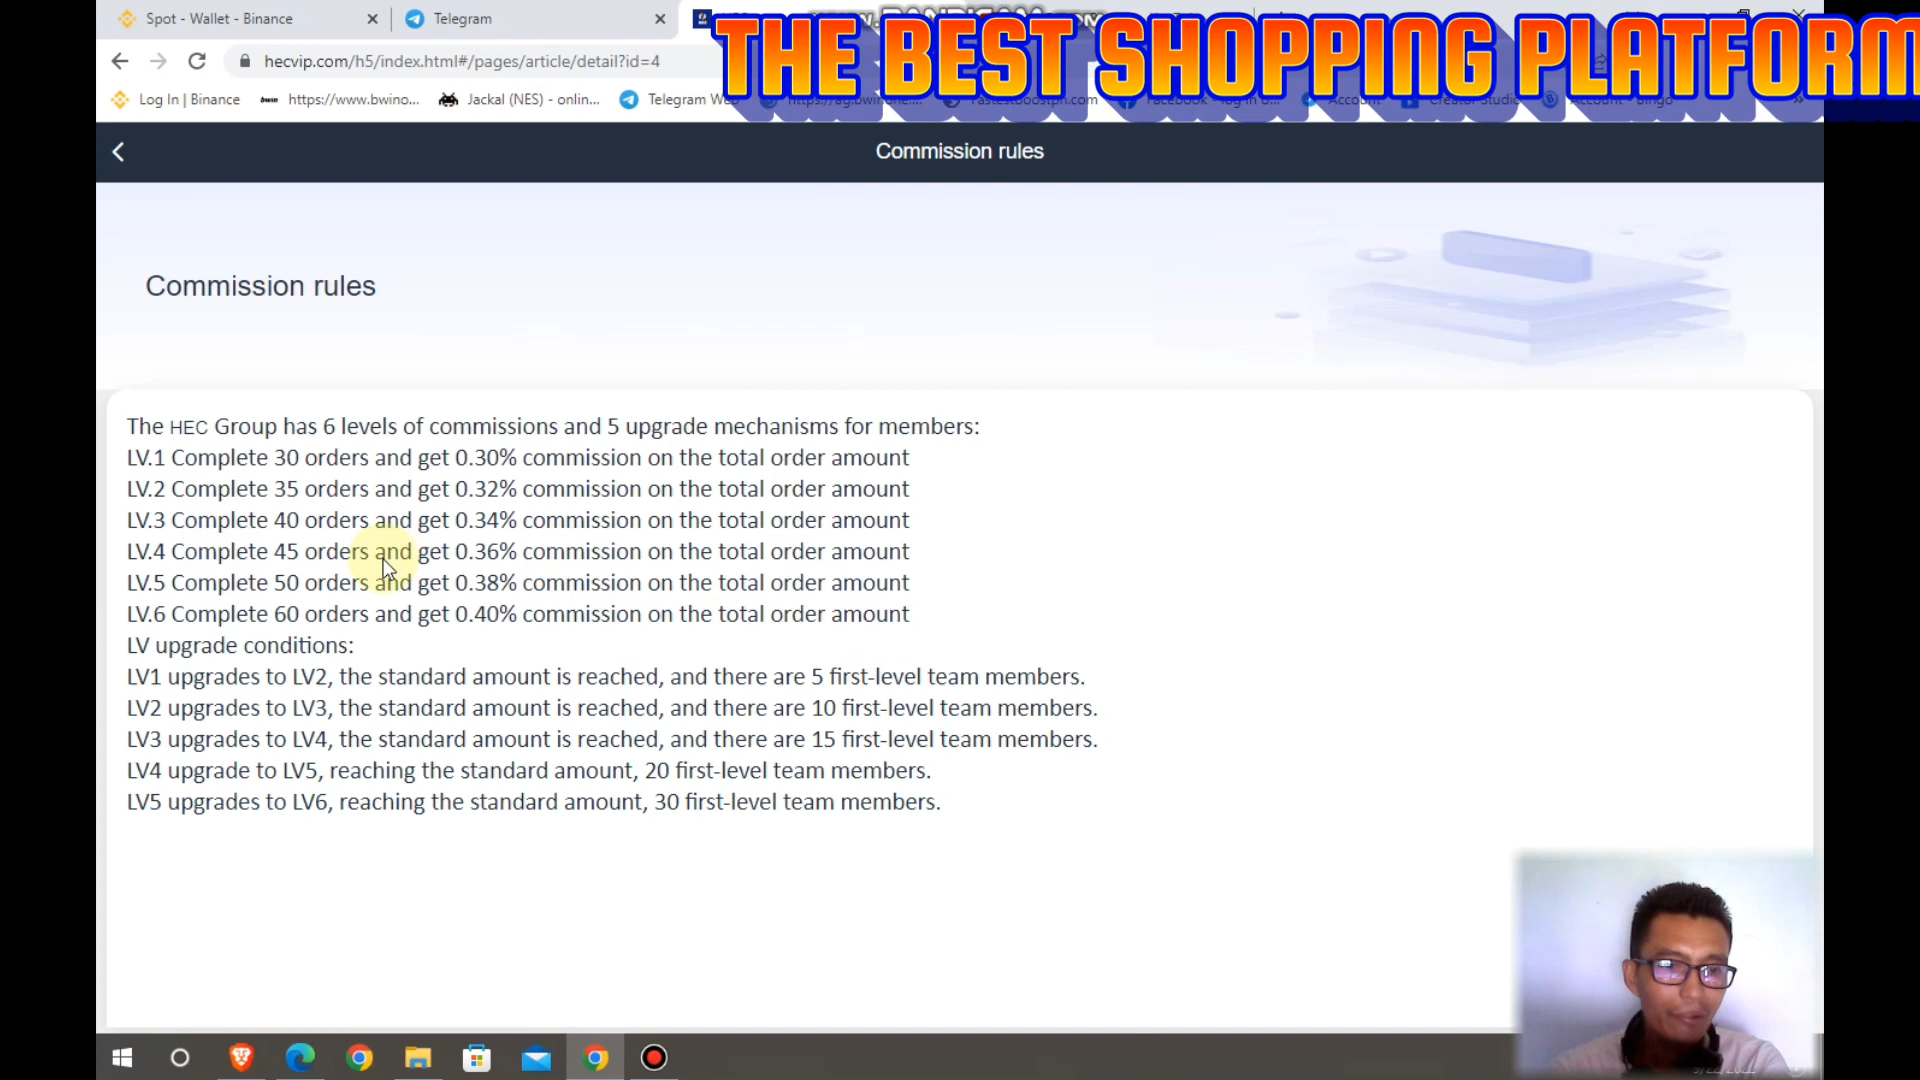 Spot - Wallet - Binance
Telegram
THE BEST SHOPPING PLATFORM
hecvip.com/h5/index.html#/pages/article/detail?id=4
Log In | Binance
https://www.bwino...
Jackal (NES) - onlin...
Telegram We
Commission rules
Commission rules
The HEC Group has 6 levels of commissions and 5 upgrade mechanisms for members:
LV.1 Complete 30 orders and get 0.30% commission on the total order amount
LV.2 Complete 35 orders and get 0.32% commission on the total order amount
LV.3 Complete 40 orders and get 0.34% commission on the total order amount
LV.4 Complete 45 orders and get 0.36% commission on the total order amount
LV.5 Complete 50 orders and get 0.38% commission on the total order amount
LV.6 Complete 60 orders and get 0.40% commission on the total order amount
LV upgrade conditions:
LV1 upgrades to LV2, the standard amount is reached, and there are 5 first-level team members.
LV2 upgrades to LV3, the standard amount is reached, and there are 10 first-level team members.
LV3 upgrades to LV4, the standard amount is reached, and there are 15 first-level team members.
LV4 upgrade to LV5, reaching the standard amount, 20 first-level team members.
LV5 upgrades to LV6, reaching the standard amount, 30 first-level team members.